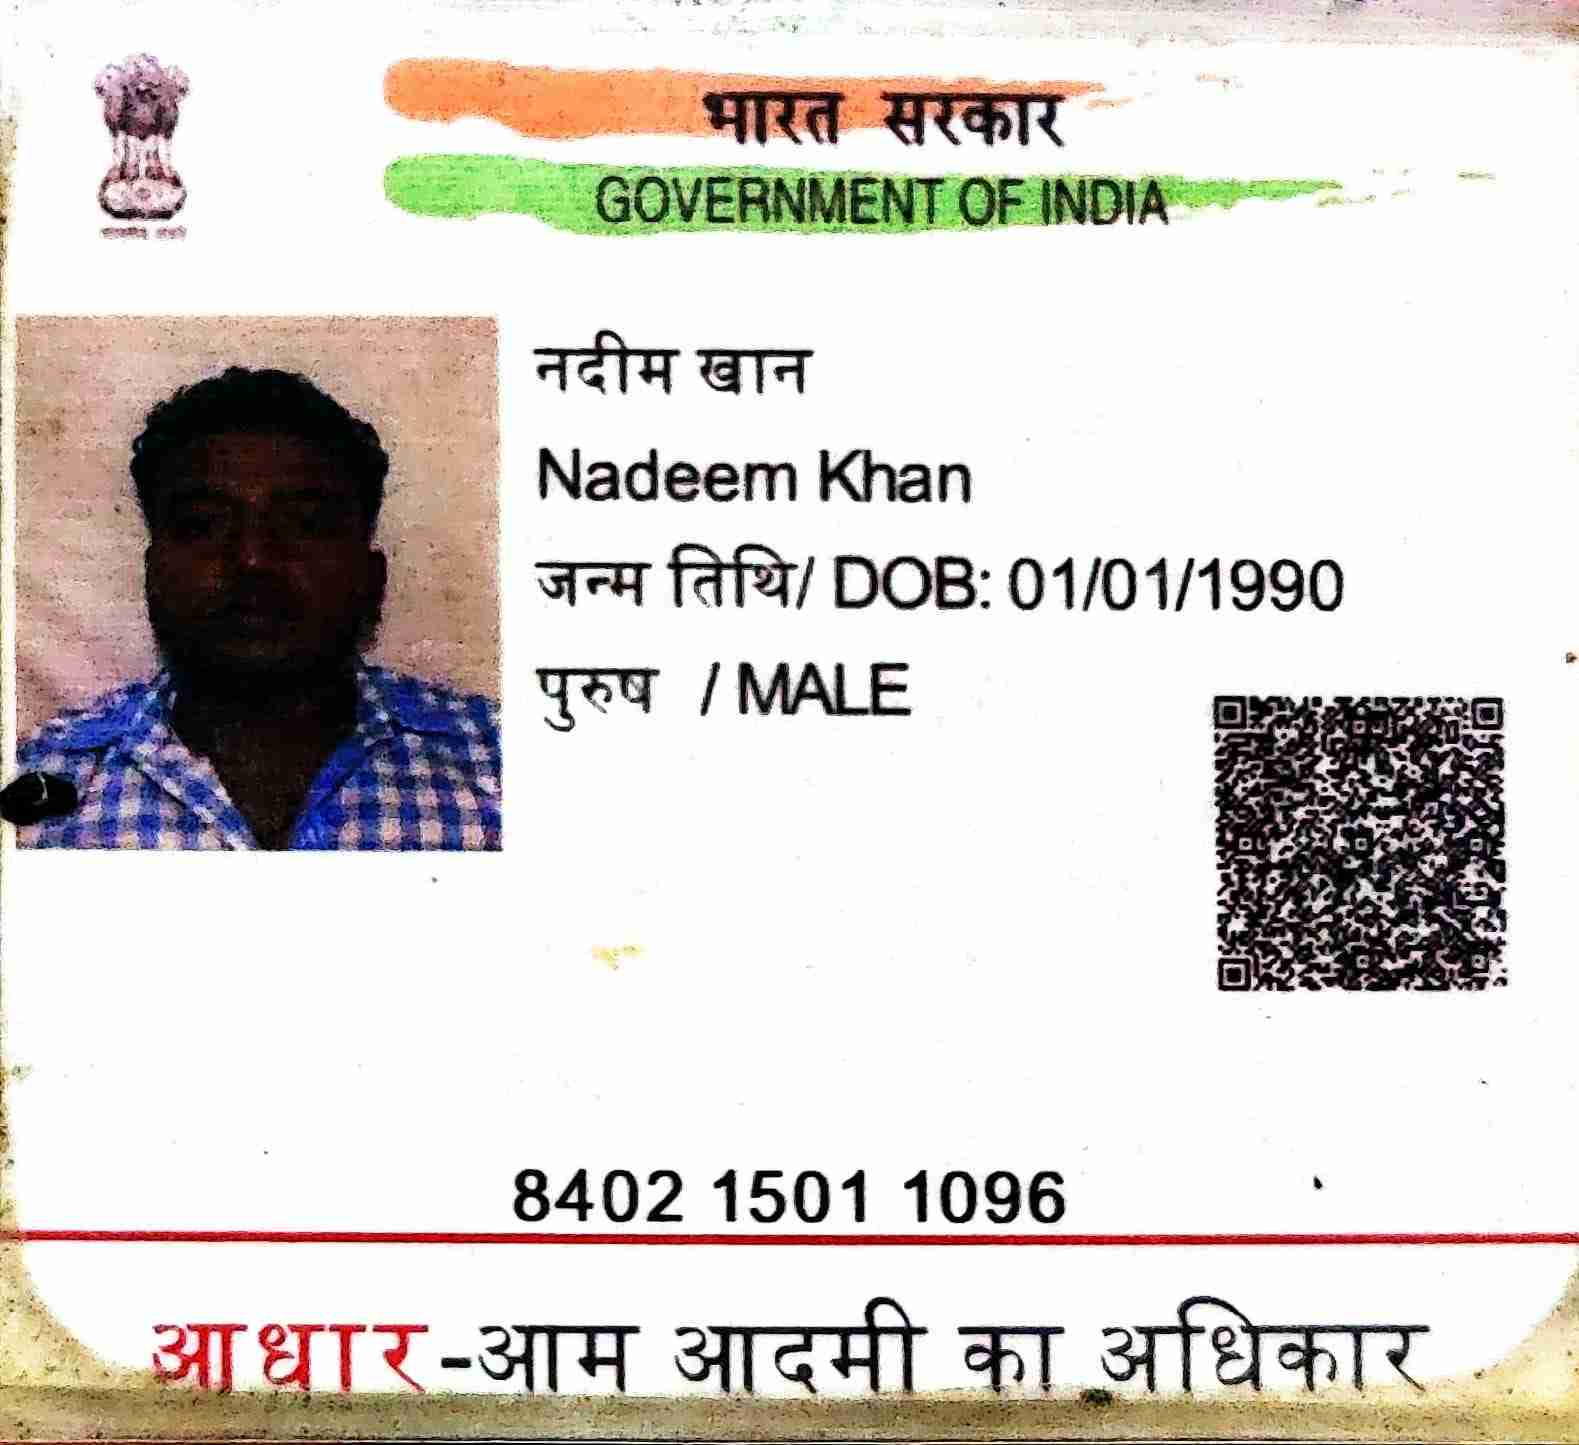 भारत सरकार
GOVERNMENT OF INDIA
नदीम खान
Nadeem Khan
जन्म तिथि/ DOB: 01/01/1990
पुरुष / MALE
8402 1501 1096
आधार-आम आदमी का अधिकार